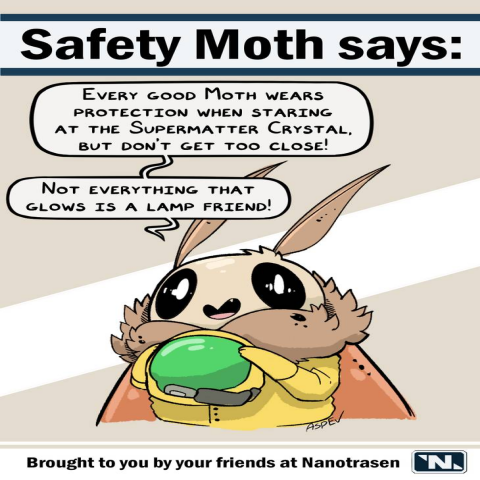 Safety Moth says:
Every good Moth wears
protection when staring
at the Supermatter Crystal,
but don't get too close!
Not everything that
glows is a lamp friend!
ASPEV
Brought to you by your friends at Nanotrasen
N